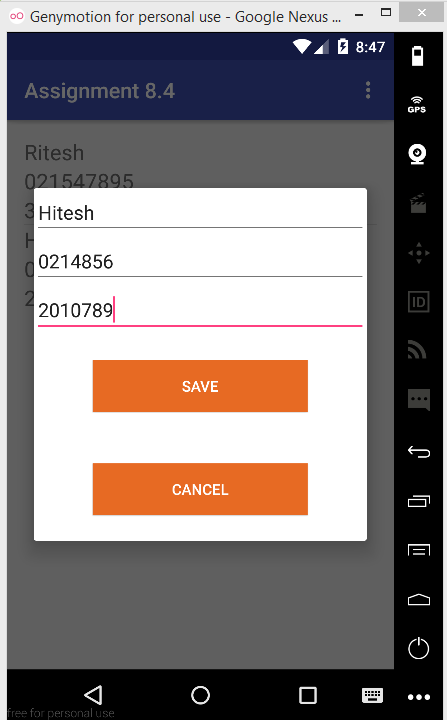 Genymotion for personal use - Google Nexus ...
8:47
Assignment 8.4
GPS
Ritesh
021547895
3
H
0
2
Hitesh
0214856
2010789
SAVE
CANCEL
ID
free for personal use